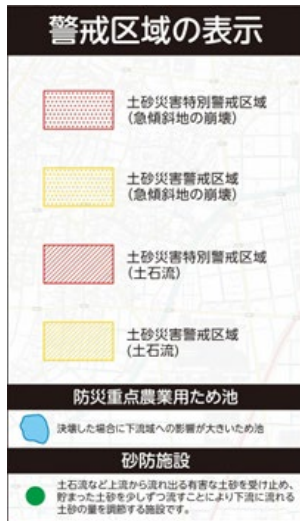 警戒区域の表示
土砂災害特別警戒区域
(急傾斜地の崩壊)
土砂災害警戒区域
(急傾斜地の崩壊)
土砂災害特別警戒区域
(土石流)
土砂災害警戒区域
(土石流)
防災重点農業用ため池
決壊した場合に下流域への影響が大きいため池
砂防施設
土石流など上流から流れ出る有害な土砂を受け止め、
貯まった土砂を少しずつ流すことにより下流に流れる
土砂の量を調節する施設です。